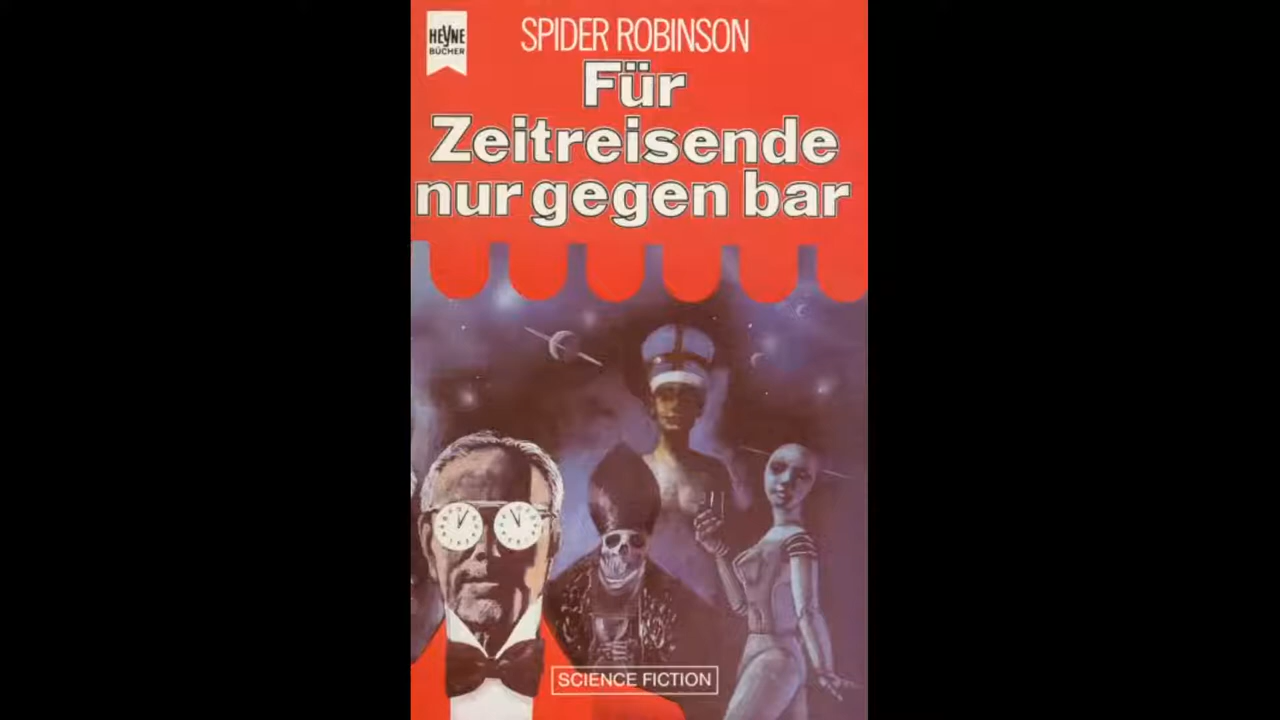 HEYNE
BÜCHER
SPIDER ROBINSON
Für
Zeitreisende
nur gegen bar
SCIENCE FICTION